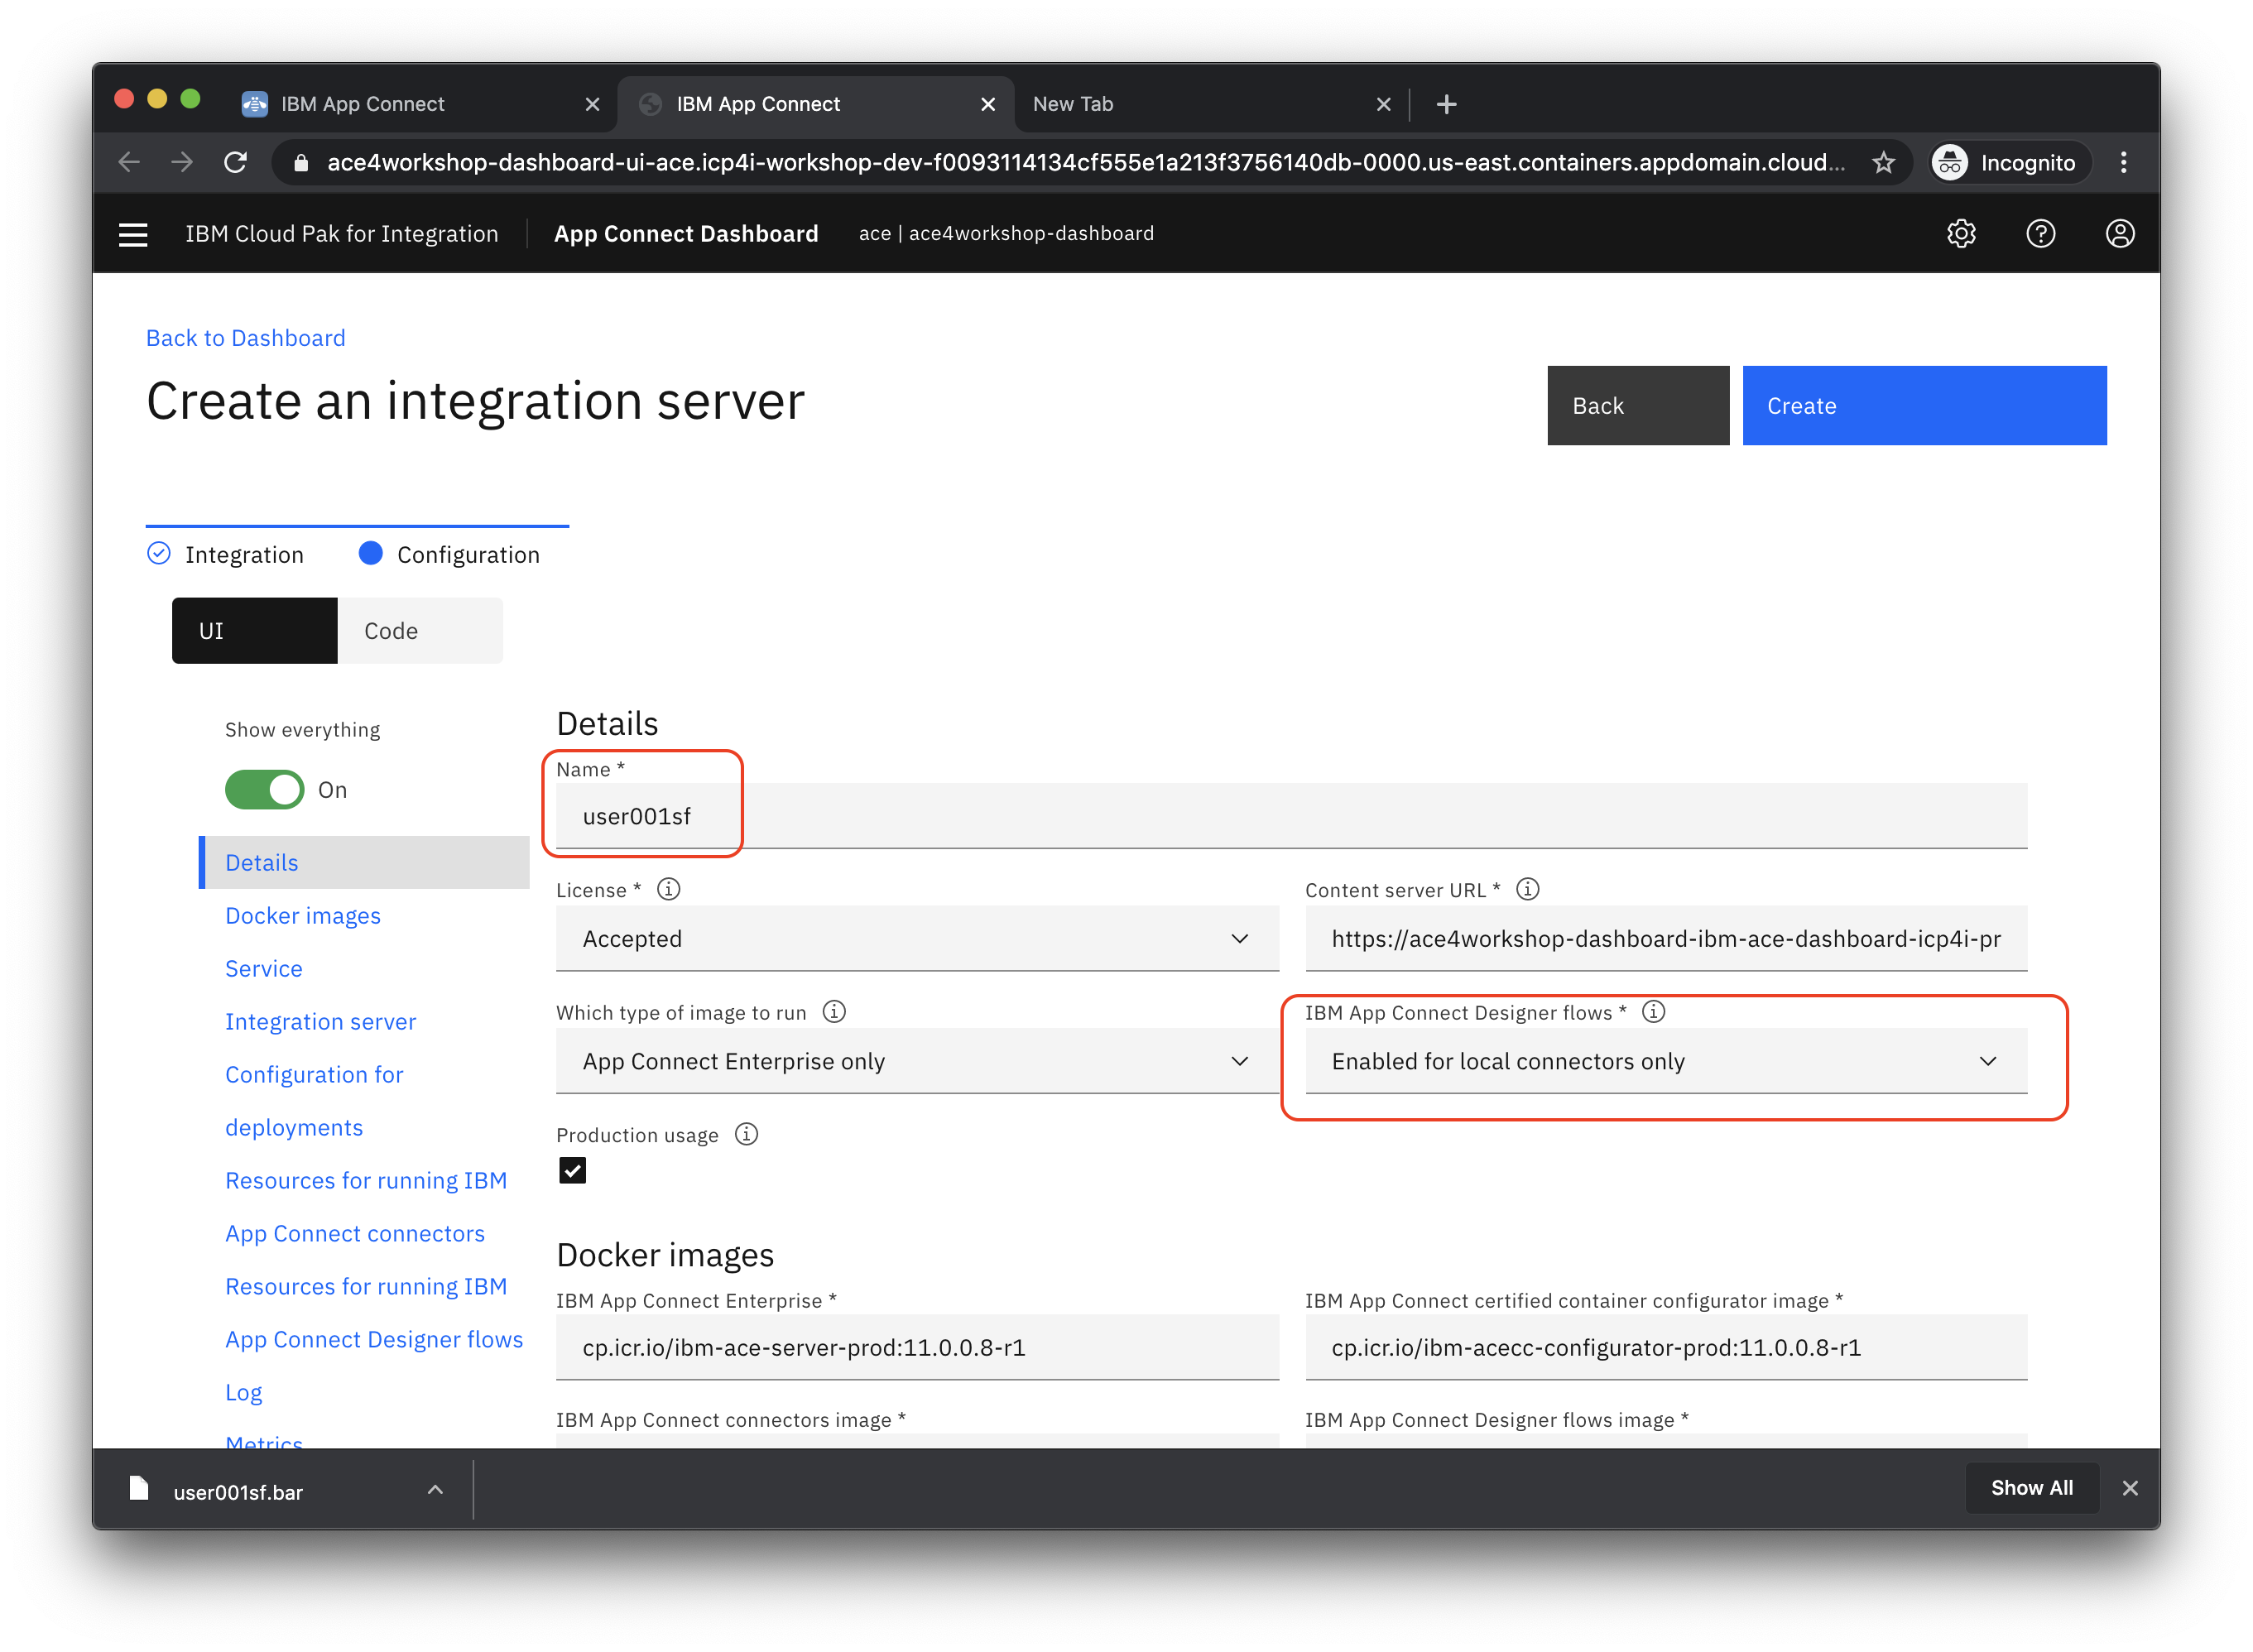 IBM App Connect
IBM App Connect
New Tab
ace4workshop-dashboard-ui-ace.icp4i-workshop-dev-f0093114134cf555e1a213f3756140db-0000.us-east.containers.appdomain.cloud...
Incognito
IBM Cloud Pak for Integration
App Connect Dashboard
ace | ace4workshop-dashboard
Back to Dashboard
Create an integration server
Back
Create
Integration
Configuration
UI
Code
Show everything
On
Details
Docker images
Service
Integration server
Configuration for
deployments
Resources for running IBM
App Connect connectors
Resources for running IBM
App Connect Designer flows
Log
Metrics
Details
Name *
user001sf
License *
Accepted
Content server URL *
https://ace4workshop-dashboard-ibm-ace-dashboard-icp4i-pr
Which type of image to run
App Connect Enterprise only
IBM App Connect Designer flows *
Enabled for local connectors only
Production usage
Docker images
IBM App Connect Enterprise *
cp.icr.io/ibm-ace-server-prod:11.0.0.8-r1
IBM App Connect certified container configurator image *
cp.icr.io/ibm-acecc-configurator-prod:11.0.0.8-r1
IBM App Connect connectors image *
IBM App Connect Designer flows image *
user001sf.bar
Show All